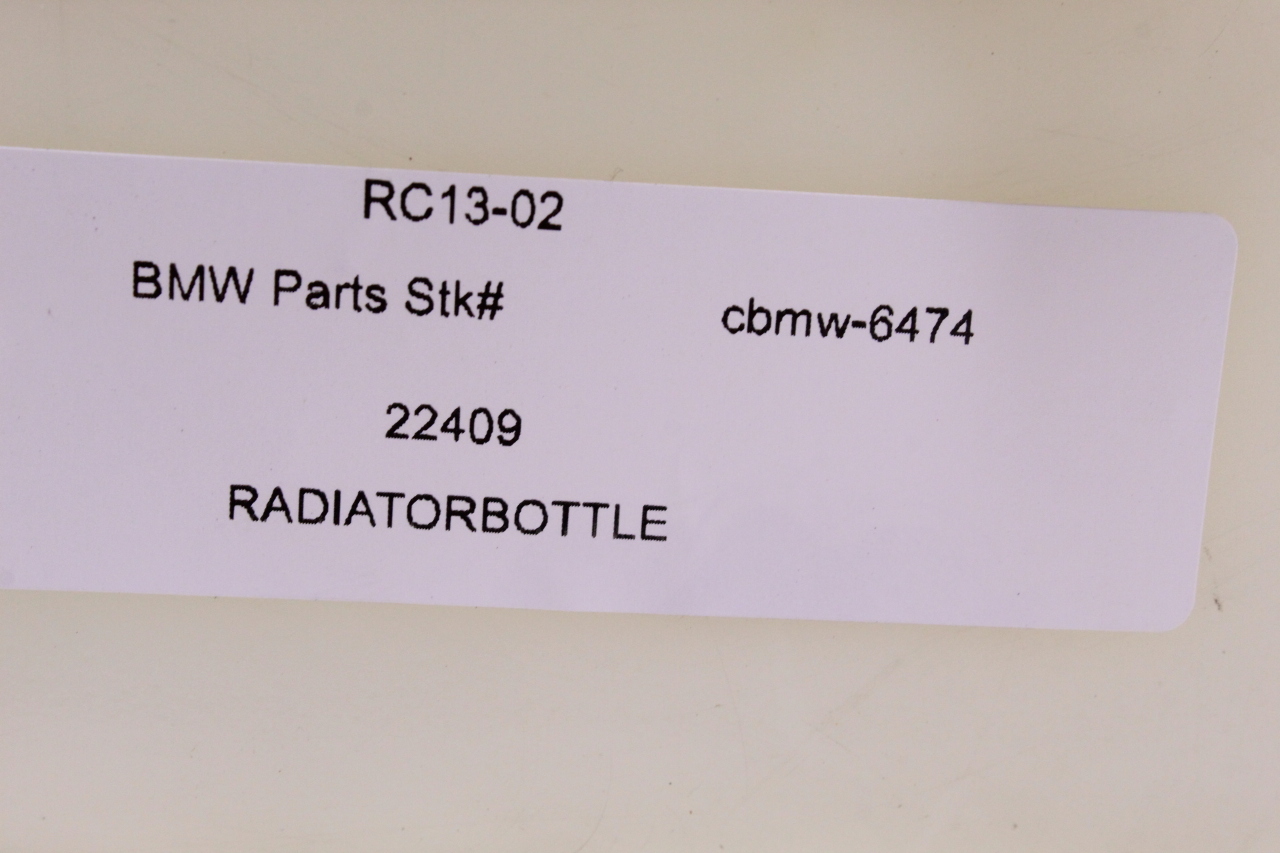 RC13-02
BMW Parts Stk# cbmw-6474
22409
RADIATORBOTTLE